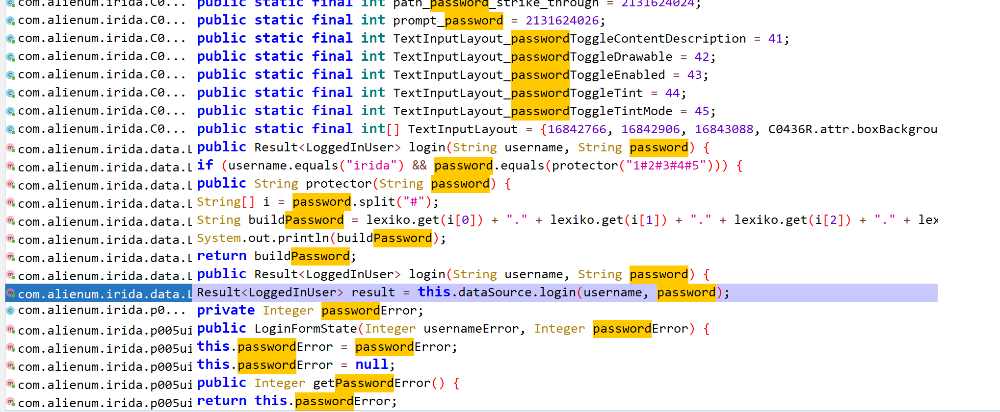 com.alienum.irida.C0... public static final int path_password_strike_through = 2131624024;
com.alienum.irida.C0... public static final int prompt_password = 2131624026;
com.alienum.irida.C0... public static final int TextInputLayout_passwordToggleContentDescription = 41;
com.alienum.irida.C0... public static final int TextInputLayout_passwordToggleDrawable = 42;
com.alienum.irida.C0... public static final int TextInputLayout_passwordToggleEnabled = 43;
com.alienum.irida.C0... public static final int TextInputLayout_passwordToggleTint = 44;
com.alienum.irida.C0... public static final int TextInputLayout_passwordToggleTintMode = 45;
com.alienum.irida.C0... public static final int[] TextInputLayout = {16842766, 16842906, 16843088, C0436R.attr.boxBackgrou
com.alienum.irida.data.L public Result<LoggedInUser> login(String username, String password) {
com.alienum.irida.data.L if (username.equals("irida") && password.equals(protector("1#2#3#4#5"))) {
com.alienum.irida.data.L public String protector(String password) {
com.alienum.irida.data.L String[] i = password.split("#");
com.alienum.irida.data.L String buildPassword = lexiko.get(i[0]) + "." + lexiko.get(i[1]) + "." + lexiko.get(i[2]) + "." + lex
com.alienum.irida.data.L System.out.println(buildPassword);
com.alienum.irida.data.L return buildPassword;
com.alienum.irida.data.L public Result<LoggedInUser> login(String username, String password) {
com.alienum.irida.data.L Result<LoggedInUser> result = this.dataSource.login(username, password);
com.alienum.irida.p0... private Integer passwordError;
com.alienum.irida.p005ui public LoginFormState(Integer usernameError, Integer passwordError) {
com.alienum.irida.p005ui this.passwordError = passwordError;
com.alienum.irida.p005ui this.passwordError = null;
com.alienum.irida.p005ui public Integer getPasswordError() {
com.alienum.irida.p005ui return this.passwordError;